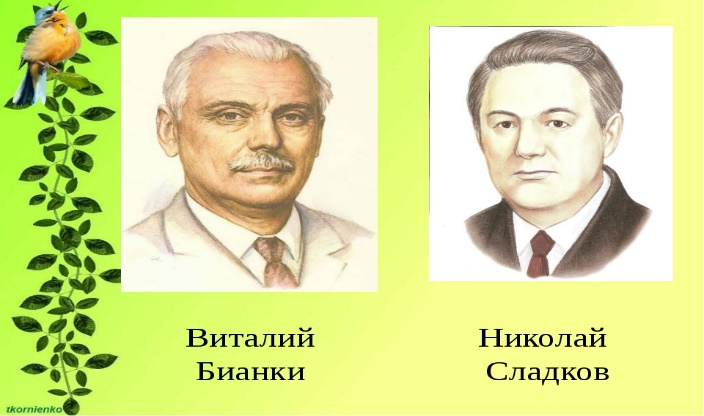 Виталий
Бианки
Николай
Сладков
tkornienko